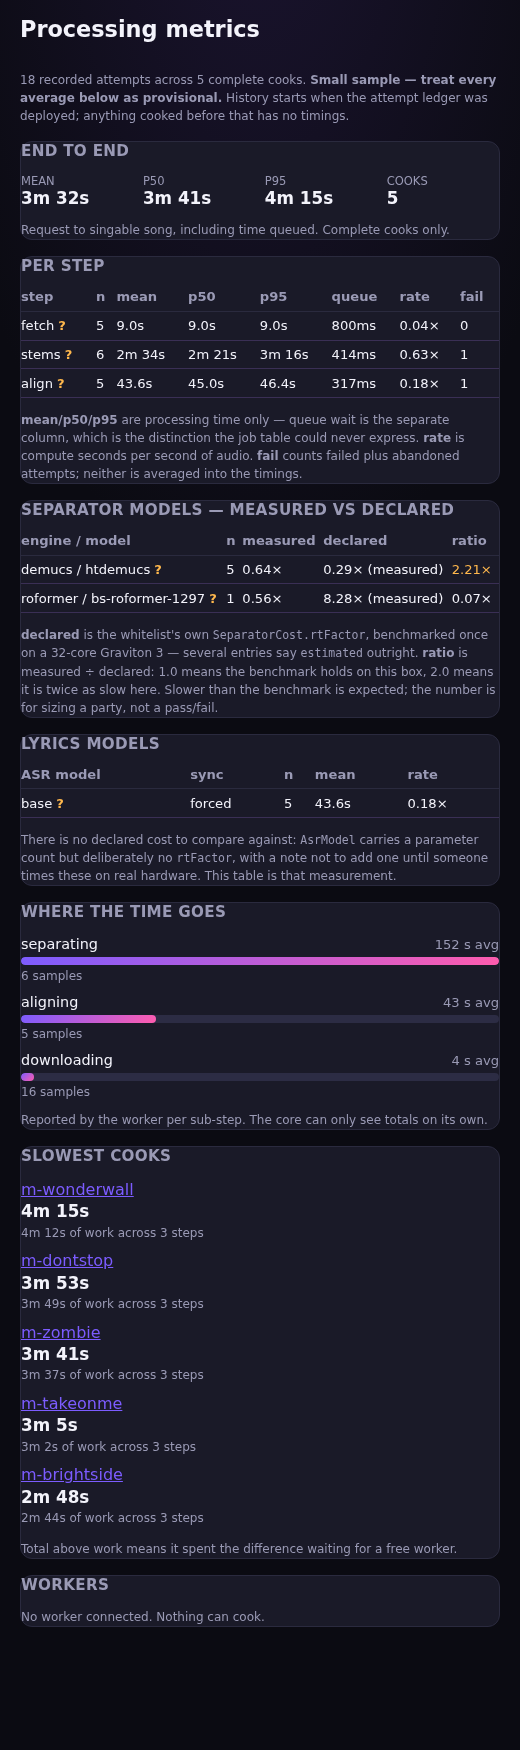 Processing metrics
18 recorded attempts across 5 complete cooks. Small sample — treat every
average below as provisional. History starts when the attempt ledger was
deployed; anything cooked before that has no timings.
END TO END
MEAN P50 P95 COOKS
3m 32s 3m 41s 4m 15s 5
Request to singable song, including time queued. Complete cooks only.
PER STEP
step n mean p50 p95 queue rate fail
fetch ? 5 9.0s 9.0s 9.0s 800ms 0.04× 0
stems ? 6 2m 34s 2m 21s 3m 16s 414ms 0.63× 1
align ? 5 43.6s 45.0s 46.4s 317ms 0.18× 1
mean/p50/p95 are processing time only — queue wait is the separate
column, which is the distinction the job table could never express. rate is
compute seconds per second of audio. fail counts failed plus abandoned
attempts; neither is averaged into the timings.
SEPARATOR MODELS — MEASURED VS DECLARED
engine / model n measured declared ratio
demucs / htdemucs ? 5 0.64× 0.29× (measured) 2.21×
roformer / bs-roformer-1297 ? 1 0.56× 8.28× (measured) 0.07×
declared is the whitelist's own SeparatorCost.rtFactor, benchmarked once
on a 32-core Graviton 3 — several entries say estimated outright. ratio is
measured ÷ declared: 1.0 means the benchmark holds on this box, 2.0 means
it is twice as slow here. Slower than the benchmark is expected; the number is
for sizing a party, not a pass/fail.
LYRICS MODELS
ASR model sync n mean rate
base ? forced 5 43.6s 0.18×
There is no declared cost to compare against: AsrModel carries a parameter
count but deliberately no rtFactor, with a note not to add one until someone
times these on real hardware. This table is that measurement.
WHERE THE TIME GOES
separating 152 s avg
6 samples
aligning 43 s avg
5 samples
downloading 4 s avg
16 samples
Reported by the worker per sub-step. The core can only see totals on its own.
SLOWEST COOKS
m-wonderwall
4m 15s
4m 12s of work across 3 steps
m-dontstop
3m 53s
3m 49s of work across 3 steps
m-zombie
3m 41s
3m 37s of work across 3 steps
m-takeonme
3m 5s
3m 2s of work across 3 steps
m-brightside
2m 48s
2m 44s of work across 3 steps
Total above work means it spent the difference waiting for a free worker.
WORKERS
No worker connected. Nothing can cook.